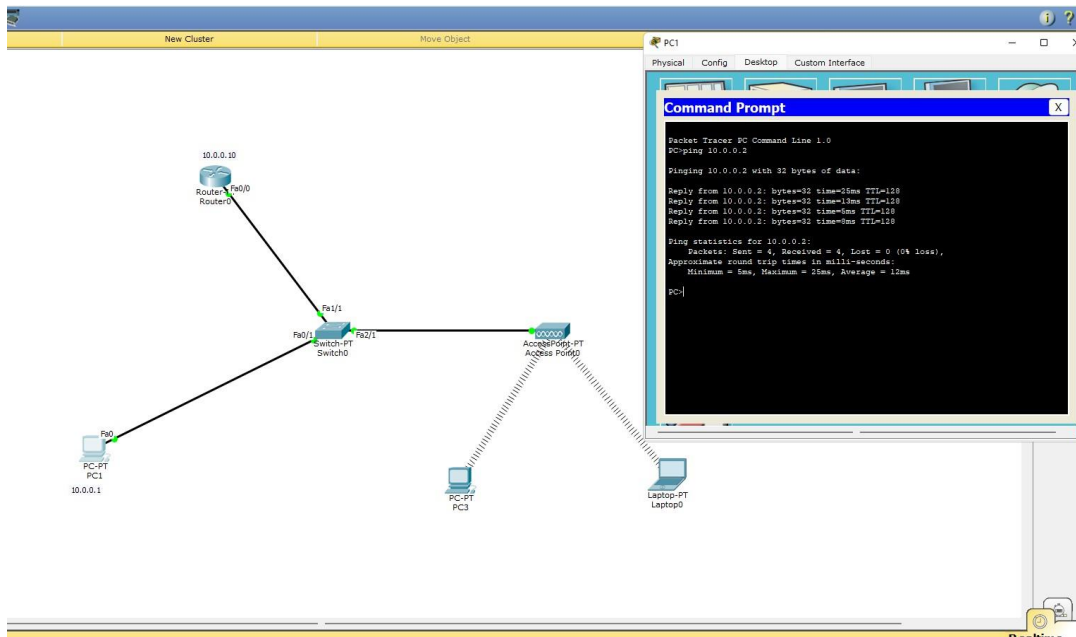 New Cluster
Move Object
PC1
Physical Config Desktop Custom Interface
Command Prompt
X
Packet Tracer PC Command Line 1.0
PC>ping 10.0.0.2
Pinging 10.0.0.2 with 32 bytes of data:
Reply from 10.0.0.2: bytes=32 time=25ms TTL=128
Reply from 10.0.0.2: bytes=32 time=13ms TTL=128
Reply from 10.0.0.2: bytes=32 time=5ms TTL=128
Reply from 10.0.0.2: bytes=32 time=8ms TTL=128
Ping statistics for 10.0.0.2:
Packets: Sent = 4, Received = 4, Lost = 0 (0% loss),
Approximate round trip times in milli-seconds:
Minimum = 5ms, Maximum = 25ms, Average = 12ms
PC>
10.0.0.10
Fa0/0
Router0
Fa1/1
Fa0/1
Fa2/1
Switch-PT
Switch0
AccessPoint-PT
Access Point0
Fa0
PC-PT
PC1
10.0.0.1
PC-PT
PC3
Laptop-PT
Laptop0